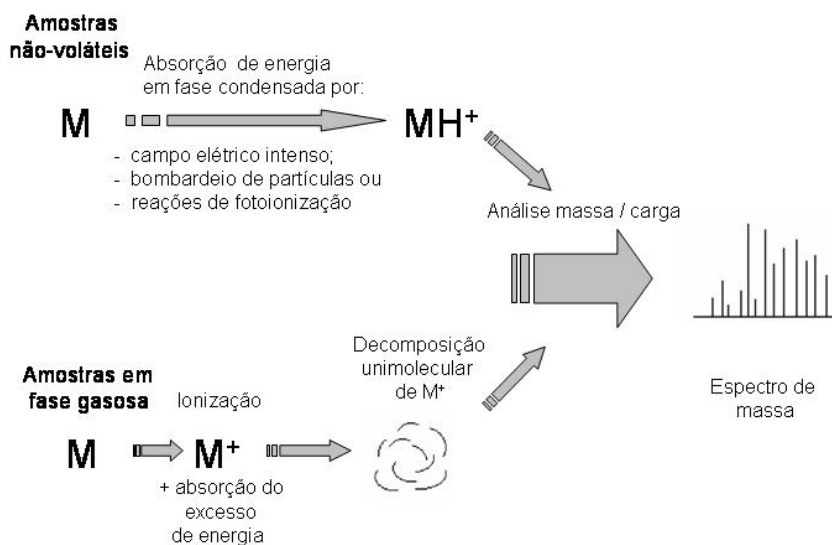 Amostras
não-voláteis
Absorção de energia
em fase condensada por:
M
MH⁺
- campo elétrico intenso;
- bombardeio de partículas ou
- reações de fotoionização
Análise massa / carga
Decomposição
unimolecular
de M⁺
Amostras em
fase gasosa
Ionização
M
M⁺
+ absorção do
excesso
de energia
Espectro de
massa